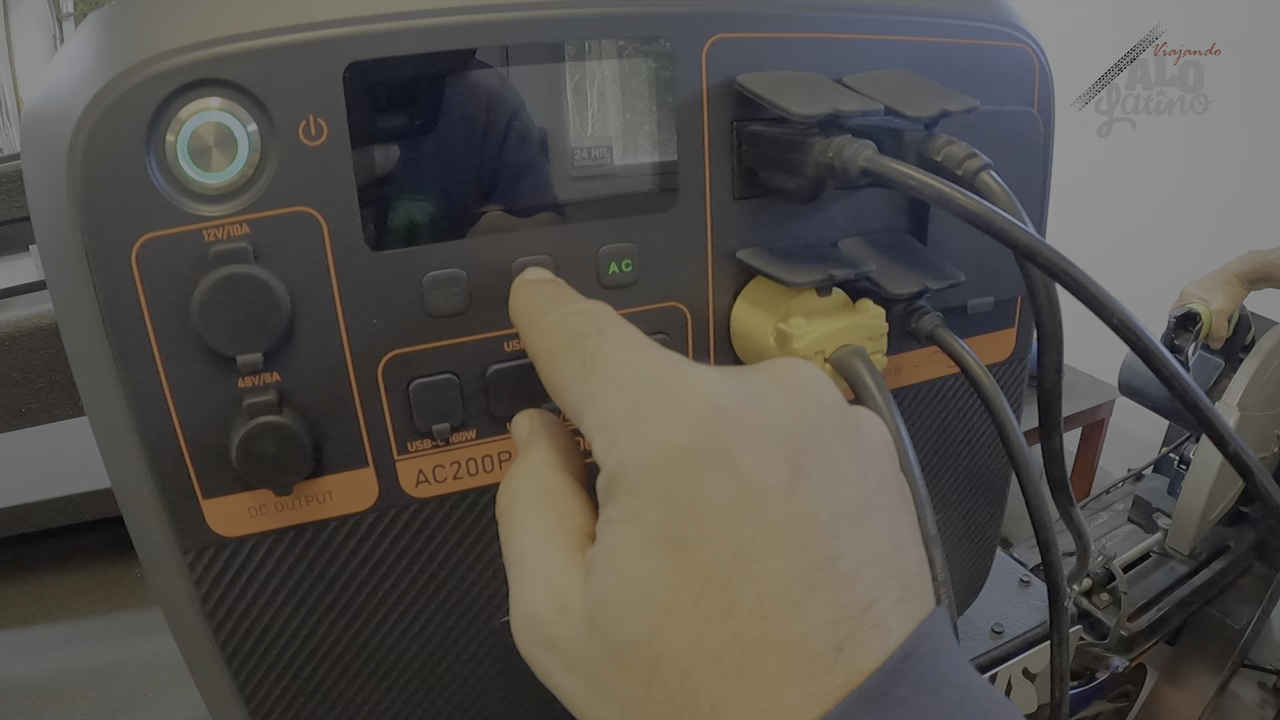 Viajando
ALO
Latino
24 HR.
12V/10A
AC
48V/8A
USB-C 100W
AC200P
DC OUTPUT